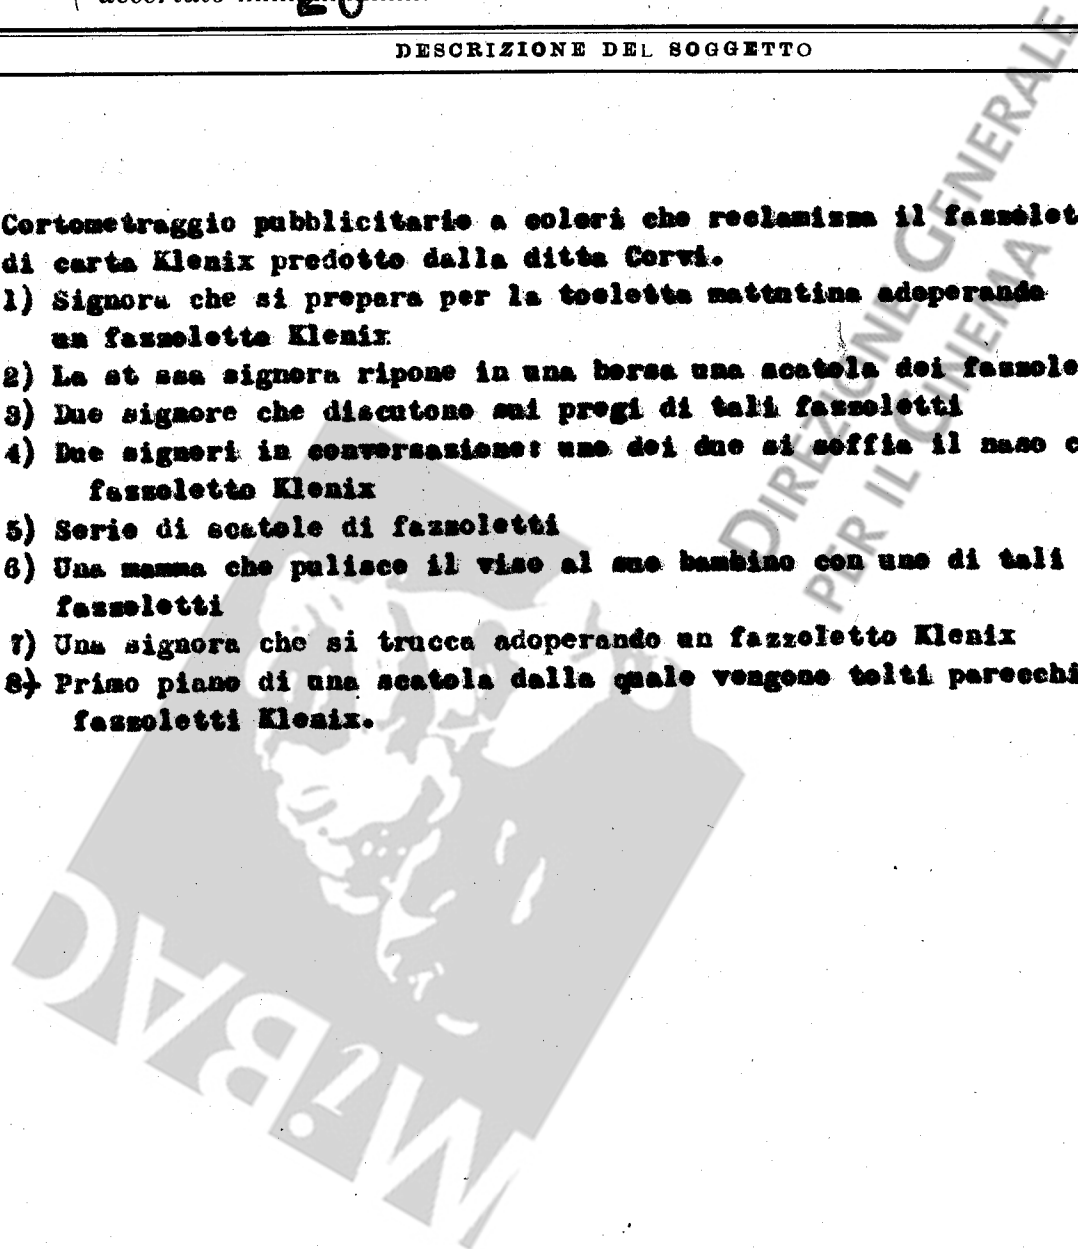 accertato
DESCRIZIONE DEL SOGGETTO
Cortometraggio pubblicitario a colori che reclamizza il fazzolet
di carta Klenix prodotto dalla ditta Corvi.
1) Signora che si prepara per la toeletta mattutina adoperando
un fazzoletto Klenix
2) La st ssa signora ripone in una borsa una scatola dei fazzole
3) Due signore che discutono sui pregi di tali fazzoletti
4) Due signori in conversazione: uno dei due si soffia il naso c
fazzoletto Klenix
5) Serie di scatole di fazzoletti
6) Una mamma che pulisce il viso al suo bambino con uno di tali
fazzoletti
7) Una signora che si trucca adoperando un fazzoletto Klenix
8) Primo piano di una scatola dalla quale vengono tolti parecchi
fazzoletti Klenix.
DIREZIONE GENERALE
PER IL CINEMA
MiBAC